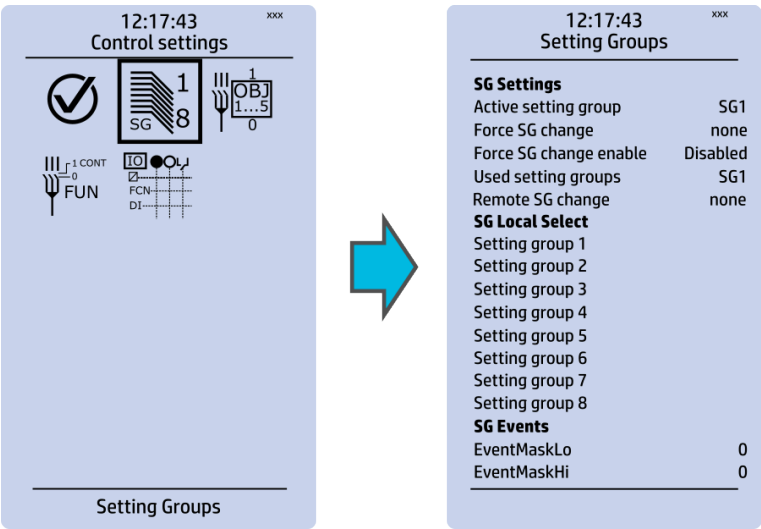 12:17:43 xxx
Control settings
1
SG 8
1
OBJ
1...5
0
1 CONT
0
FUN
IO
FCN
DI
Setting Groups
12:17:43 xxx
Setting Groups
SG Settings
Active setting group SG1
Force SG change none
Force SG change enable Disabled
Used setting groups SG1
Remote SG change none
SG Local Select
Setting group 1
Setting group 2
Setting group 3
Setting group 4
Setting group 5
Setting group 6
Setting group 7
Setting group 8
SG Events
EventMaskLo 0
EventMaskHi 0